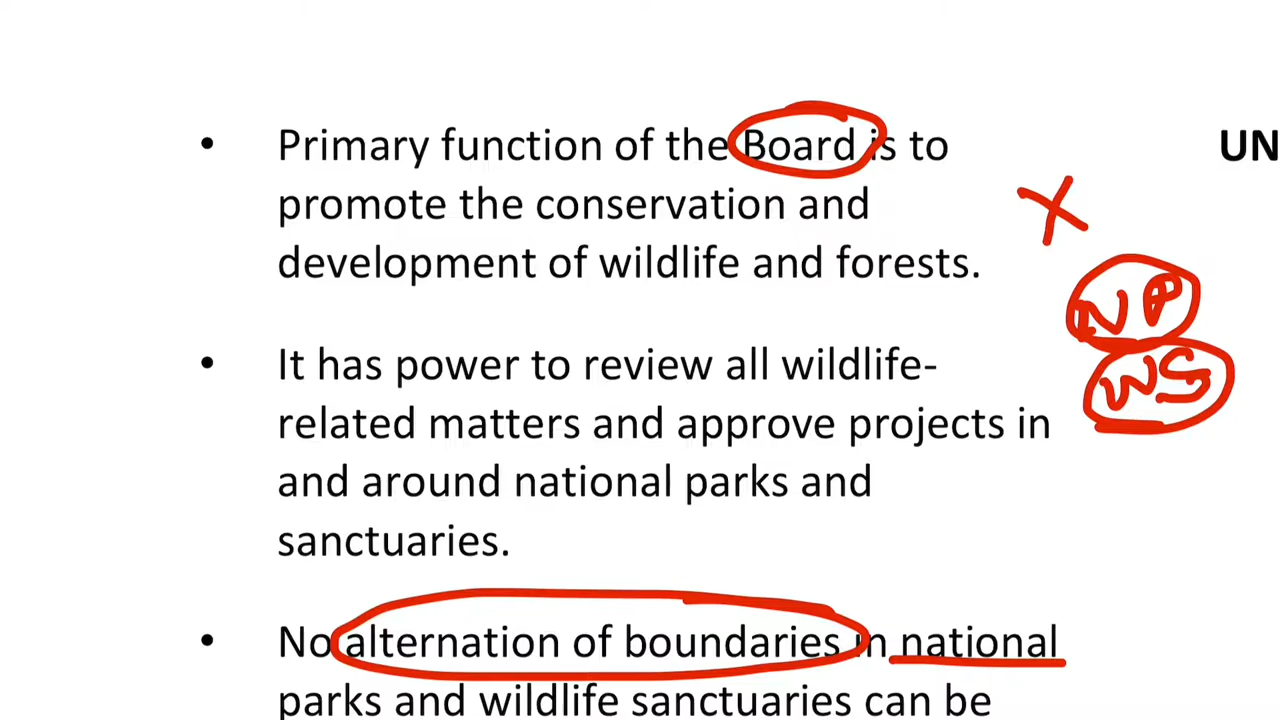 • Primary function of the Board is to
promote the conservation and
development of wildlife and forests.
• It has power to review all wildlife-
related matters and approve projects in
and around national parks and
sanctuaries.
• No alternation of boundaries in national
parks and wildlife sanctuaries can be
UN
X
NP
WS